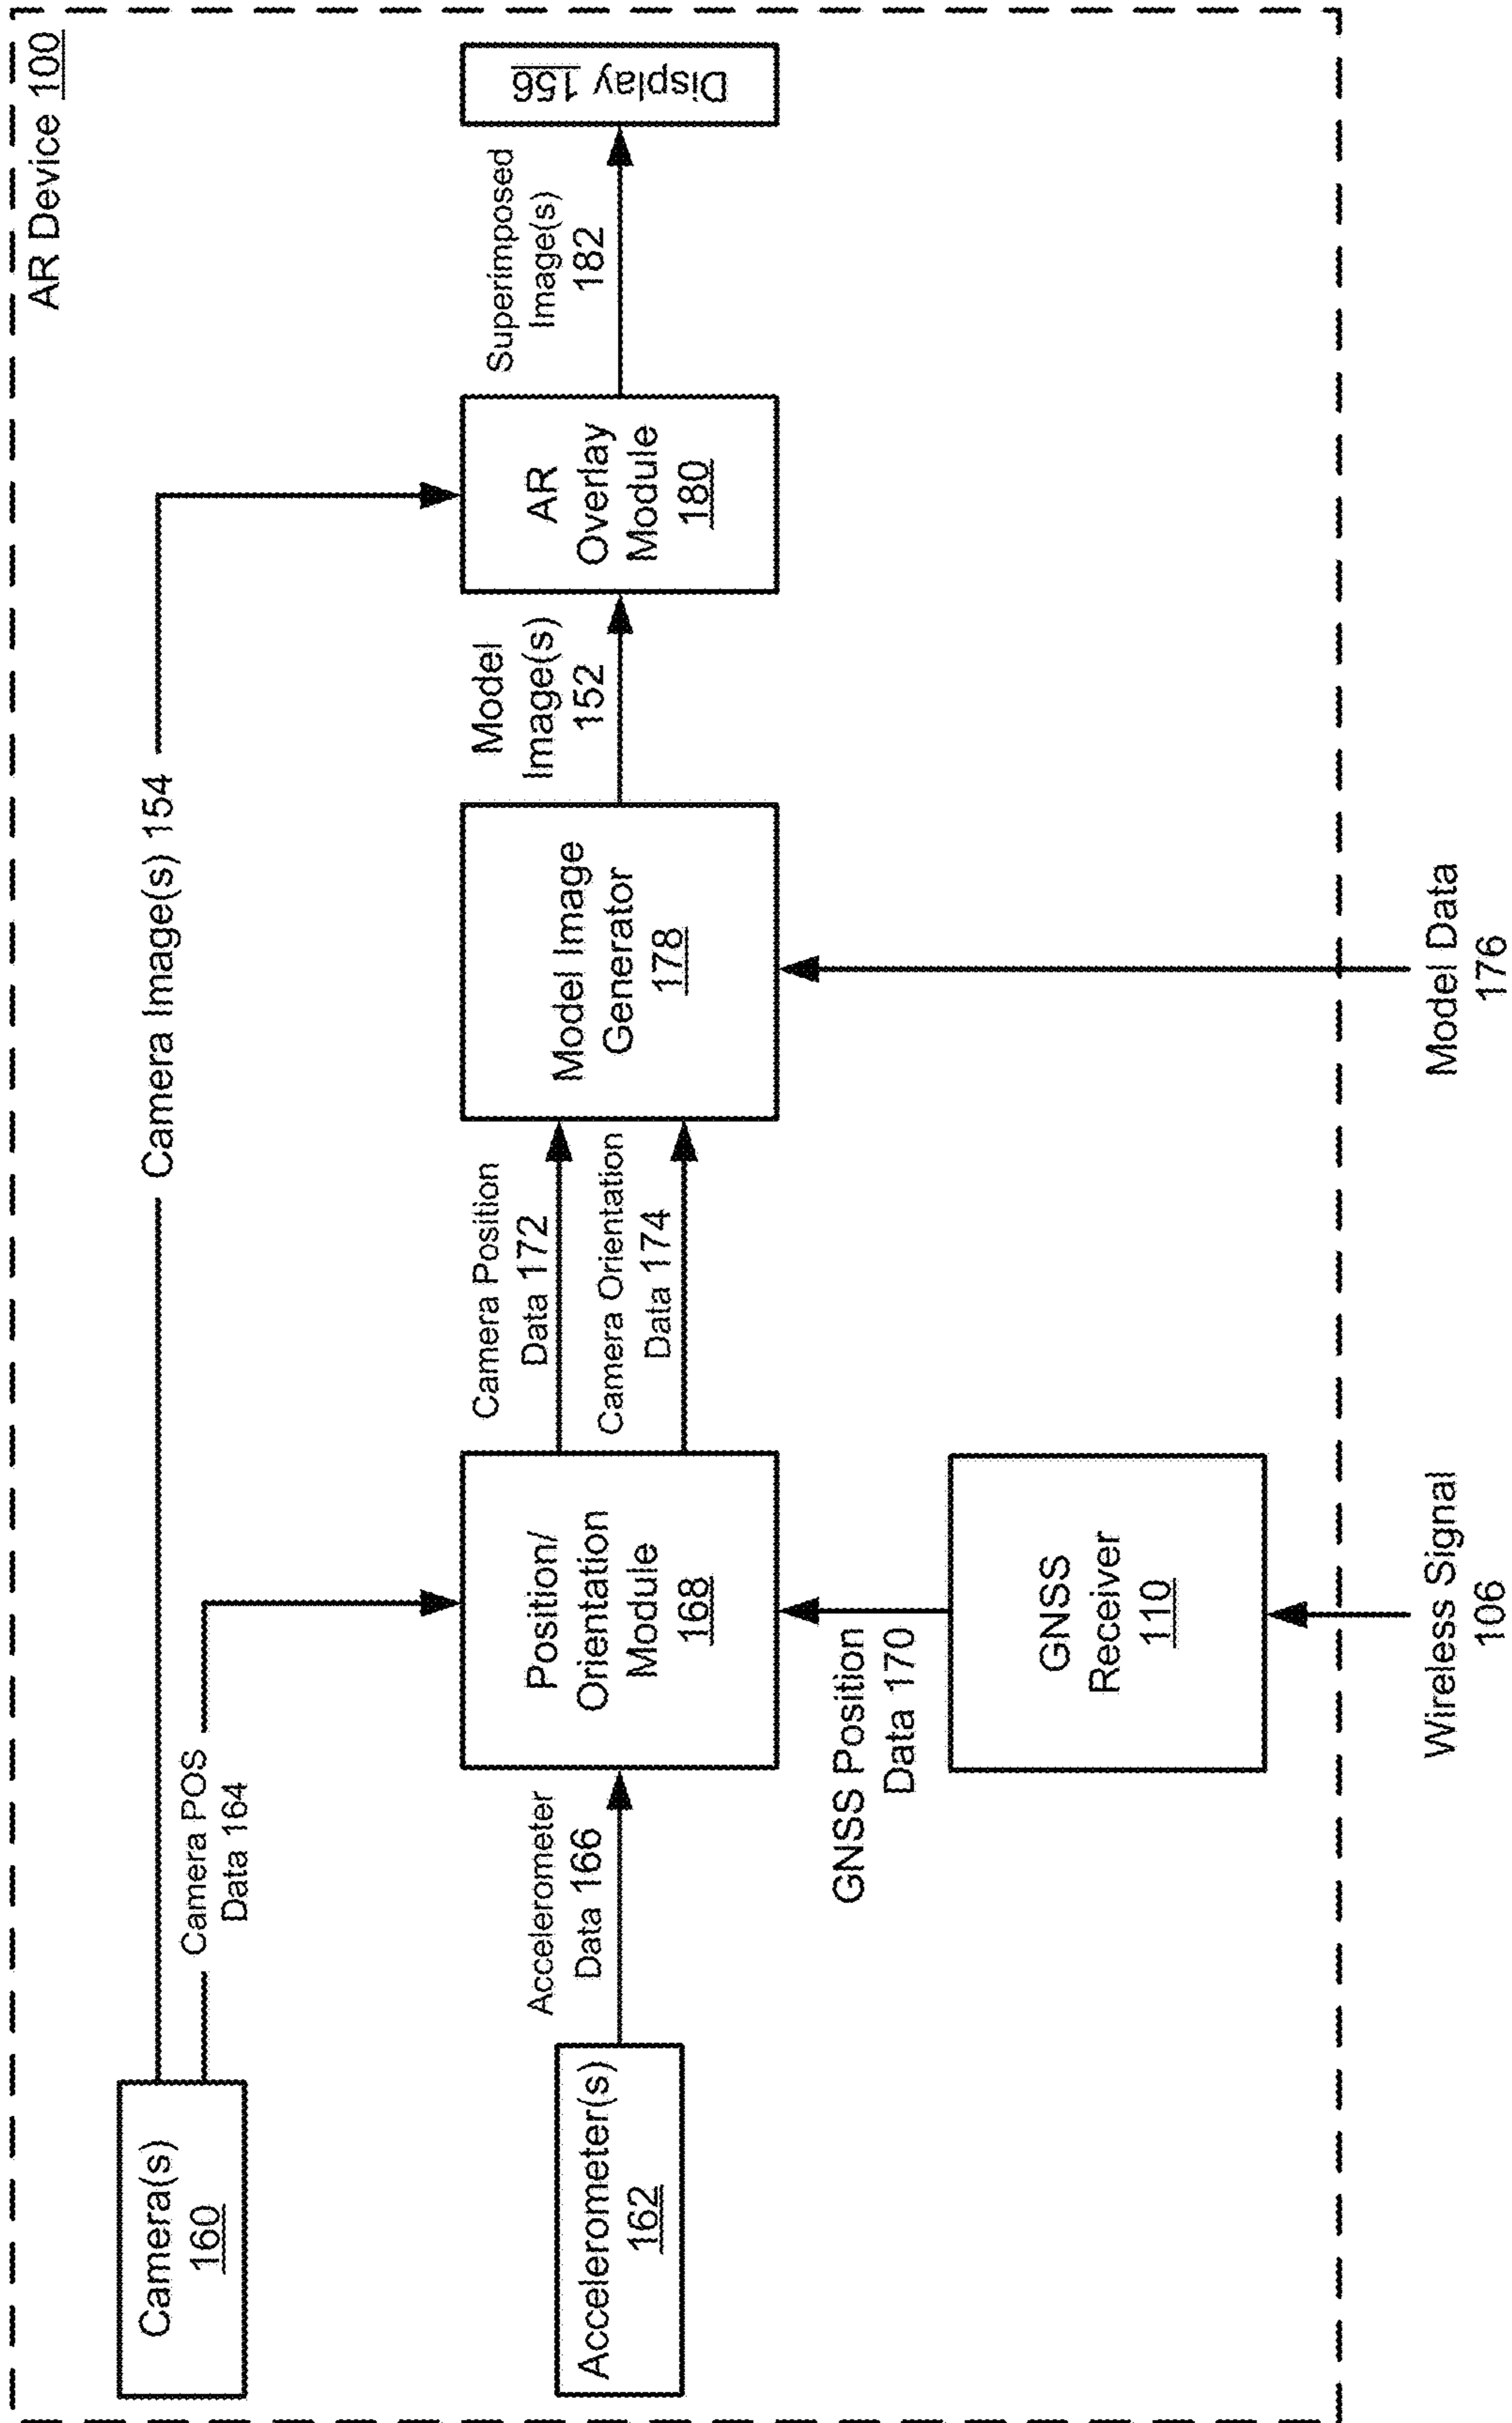 AR Device 100
Camera(s)
160
Camera Image(s) 154
Camera POS
Data 164
Accelerometer(s)
162
Accelerometer
Data 166
Position/
Orientation
Module
168
Camera Position
Data 172
Camera Orientation
Data 174
Model Image
Generator
178
Model
Image(s)
152
AR
Overlay
Module
180
Superimposed
Image(s)
182
Display 156
GNSS Position
Data 170
GNSS
Receiver
110
Wireless Signal
106
Model Data
176